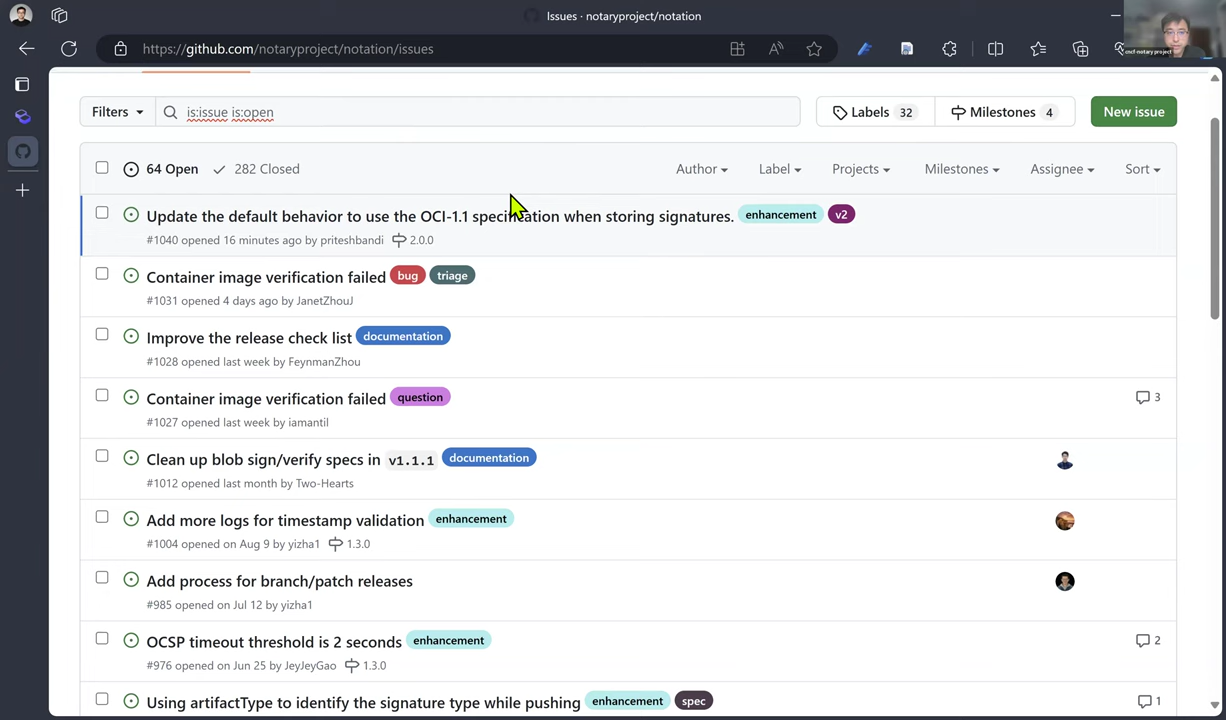 Issues · notaryproject/notation
https://github.com/notaryproject/notation/issues
cncf-notary project
Filters
is:issue is:open
Labels 32
Milestones 4
New issue
64 Open
282 Closed
Author
Label
Projects
Milestones
Assignee
Sort
Update the default behavior to use the OCI-1.1 specification when storing signatures. enhancement v2
#1040 opened 16 minutes ago by priteshbandi 2.0.0
Container image verification failed bug triage
#1031 opened 4 days ago by JanetZhouJ
Improve the release check list documentation
#1028 opened last week by FeynmanZhou
Container image verification failed question 3
#1027 opened last week by iamantil
Clean up blob sign/verify specs in v1.1.1 documentation
#1012 opened last month by Two-Hearts
Add more logs for timestamp validation enhancement
#1004 opened on Aug 9 by yizha1 1.3.0
Add process for branch/patch releases
#985 opened on Jul 12 by yizha1
OCSP timeout threshold is 2 seconds enhancement 2
#976 opened on Jun 25 by JeyJeyGao 1.3.0
Using artifactType to identify the signature type while pushing enhancement spec 1